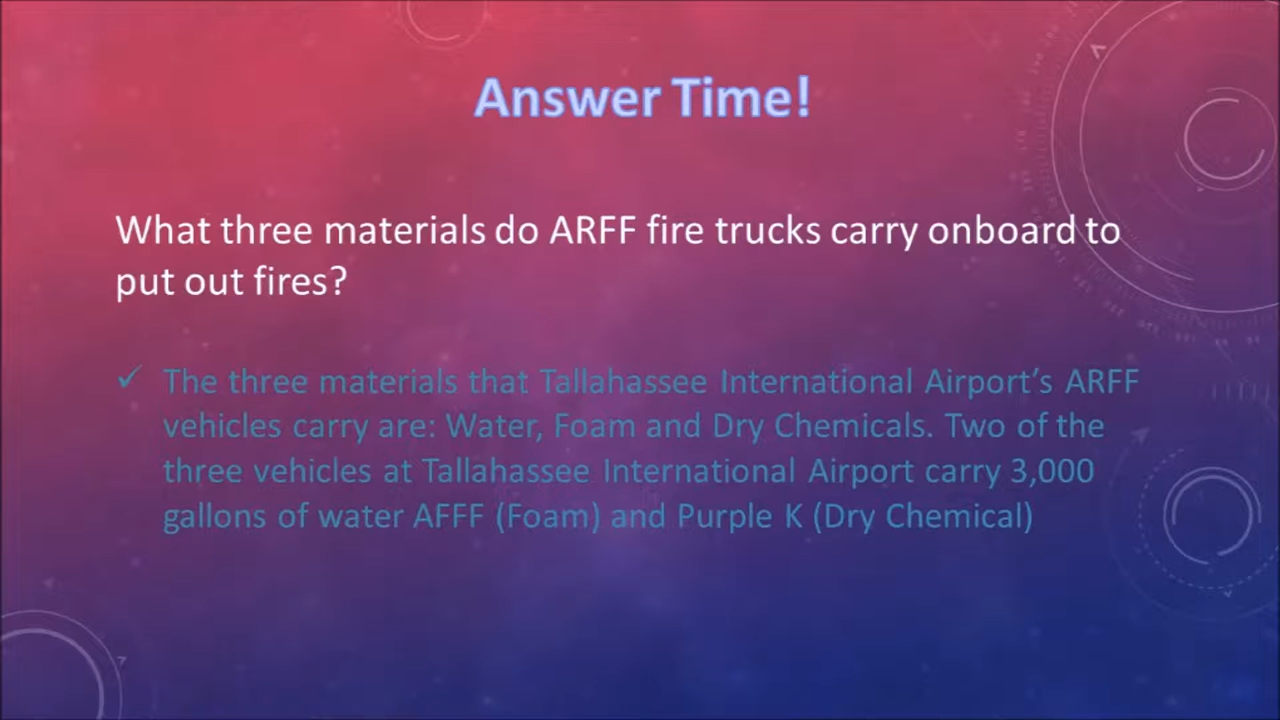 Answer Time!
What three materials do ARFF fire trucks carry onboard to
put out fires?
✓ The three materials that Tallahassee International Airport’s ARFF
vehicles carry are: Water, Foam and Dry Chemicals. Two of the
three vehicles at Tallahassee International Airport carry 3,000
gallons of water AFFF (Foam) and Purple K (Dry Chemical)